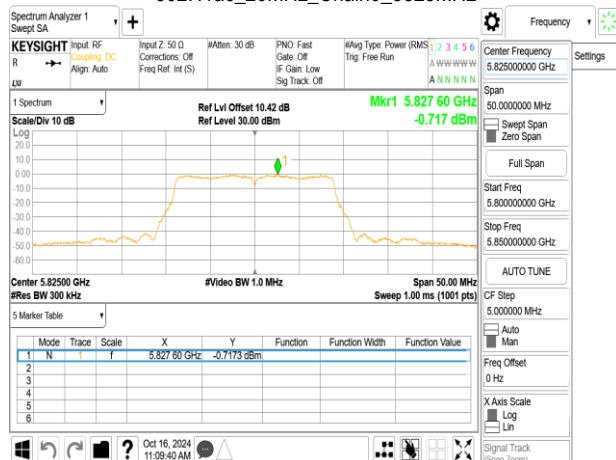 Spectrum Analyzer 1
Swept SA
Frequency
Settings
KEYSIGHT
R
LXI
Input: RF
Coupling: DC
Align: Auto
Input Z: 50 Ω
Corrections: Off
Freq Ref: Int (S)
#Atten: 30 dB
PNO: Fast
Gate: Off
IF Gain: Low
Sig Track: Off
#Avg Type: Power (RMS
Trig: Free Run
1 2 3 4 5 6
A W W W W W
A N N N N N
1 Spectrum
Scale/Div 10 dB
Log
Ref Lvl Offset 10.42 dB
Ref Level 30.00 dBm
Mkr1 5.827 60 GHz
-0.717 dBm
20.0
10.0
0.00
-10.0
-20.0
-30.0
-40.0
-50.0
-60.0
1
Center 5.82500 GHz
#Res BW 300 kHz
#Video BW 1.0 MHz
Span 50.00 MHz
Sweep 1.00 ms (1001 pts)
5 Marker Table
Mode Trace Scale X Y Function Function Width Function Value
1 N 1 f 5.827 60 GHz -0.7173 dBm
2
3
4
5
6
Oct 16, 2024
11:09:40 AM
Center Frequency
5.825000000 GHz
Span
50.0000000 MHz
Swept Span
Zero Span
Full Span
Start Freq
5.800000000 GHz
Stop Freq
5.850000000 GHz
AUTO TUNE
CF Step
5.000000 MHz
Auto
Man
Freq Offset
0 Hz
X Axis Scale
Log
Lin
Signal Track
(Span Zoom)